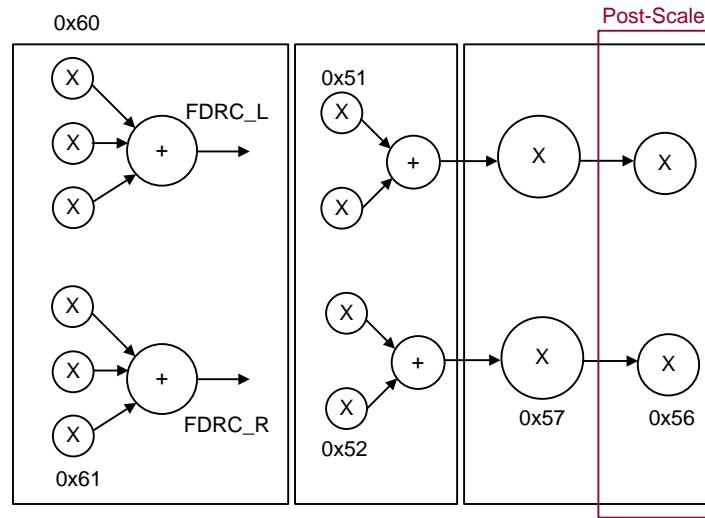 Post-Scale
0x60
X
FDRC_L
X
+
X
0x51
X
+
X
X
X
X
X
+
X
FDRC_R
0x61
X
+
X
0x52
X
X
0x57
0x56